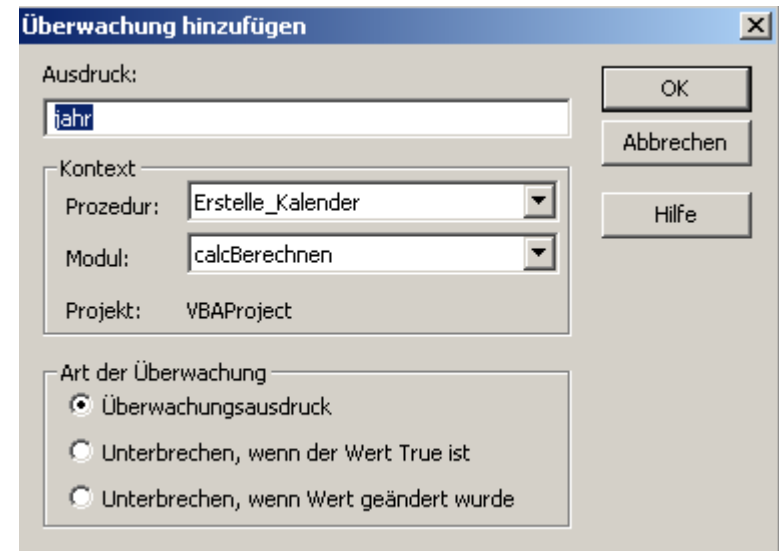 Überwachung hinzufügen
Ausdruck:
jahr
OK
Abbrechen
Hilfe
Kontext
Prozedur: Erstelle_Kalender
Modul: calcBerechnen
Projekt: VBAProject
Art der Überwachung
Überwachungsausdruck
Unterbrechen, wenn der Wert True ist
Unterbrechen, wenn Wert geändert wurde